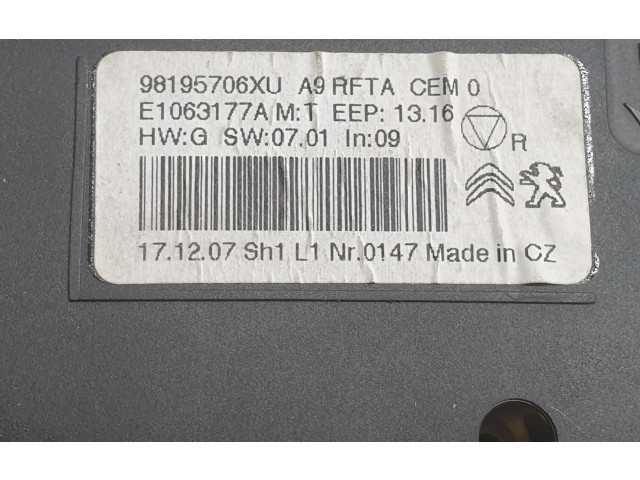 98195706XU A9 RFTA CEM 0
E1063177A M:T EEP: 13.16
HW:G SW:07.01 In:09
R
17.12.07 Sh1 L1 Nr.0147 Made in CZ